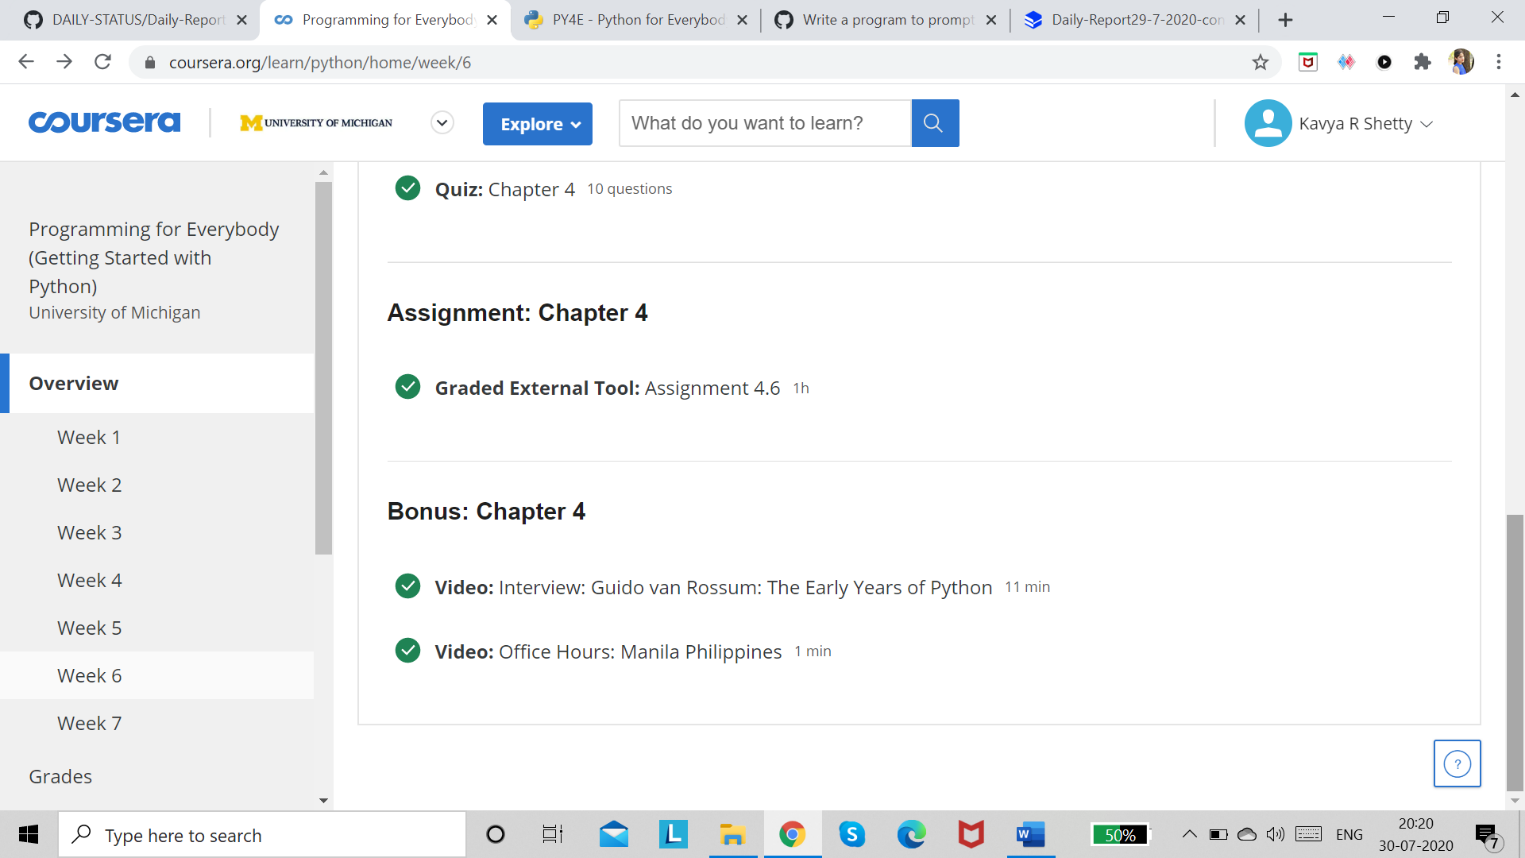 DAILY-STATUS/Daily-Report
Programming for Everybod
PY4E - Python for Everybod
Write a program to prompt
Daily-Report29-7-2020-con
coursera.org/learn/python/home/week/6
coursera
M UNIVERSITY OF MICHIGAN
Explore
What do you want to learn?
Kavya R Shetty
Programming for Everybody
(Getting Started with
Python)
University of Michigan
Overview
Week 1
Week 2
Week 3
Week 4
Week 5
Week 6
Week 7
Grades
Quiz: Chapter 4 10 questions
Assignment: Chapter 4
Graded External Tool: Assignment 4.6 1h
Bonus: Chapter 4
Video: Interview: Guido van Rossum: The Early Years of Python 11 min
Video: Office Hours: Manila Philippines 1 min
?
Type here to search
L
S
W
50%
ENG
20:20
30-07-2020
7